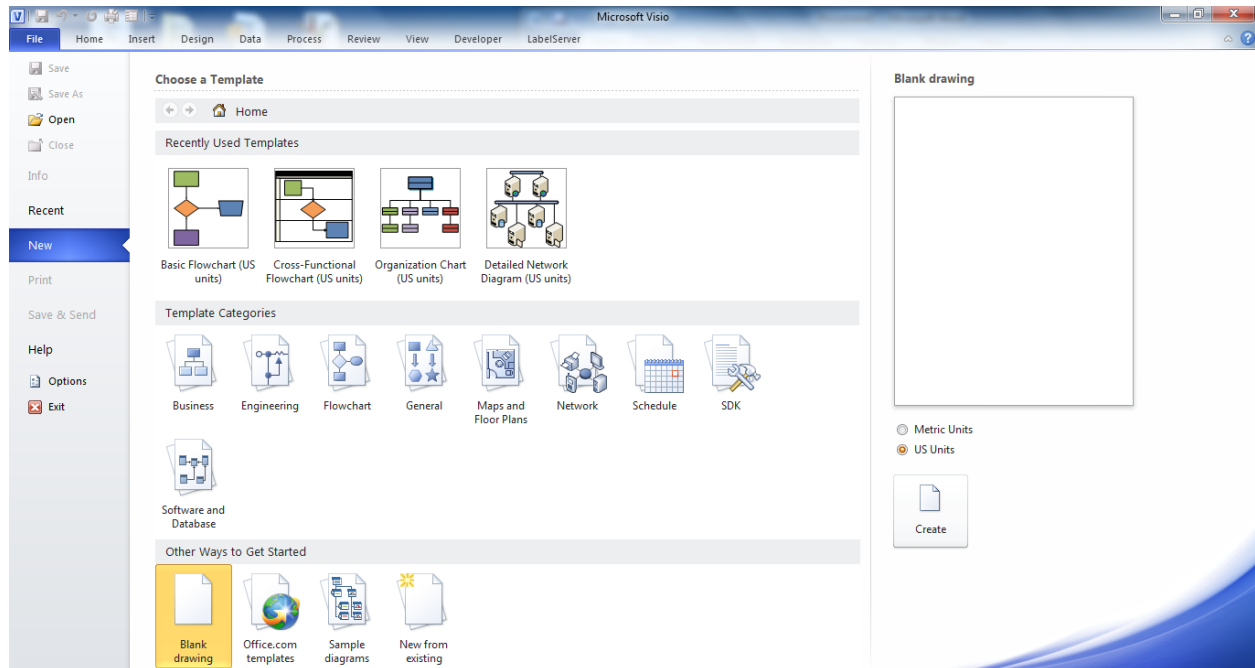 Microsoft Visio
File Home Insert Design Data Process Review View Developer LabelServer
Save
Save As
Open
Close
Info
Recent
New
Print
Save & Send
Help
Options
Exit
Choose a Template
Home
Recently Used Templates
Basic Flowchart (US
units)
Cross-Functional
Flowchart (US units)
Organization Chart
(US units)
Detailed Network
Diagram (US units)
Template Categories
Business
Engineering
Flowchart
General
Maps and
Floor Plans
Network
Schedule
SDK
Software and
Database
Other Ways to Get Started
Blank
drawing
Office.com
templates
Sample
diagrams
New from
existing
Blank drawing
Metric Units
US Units
Create